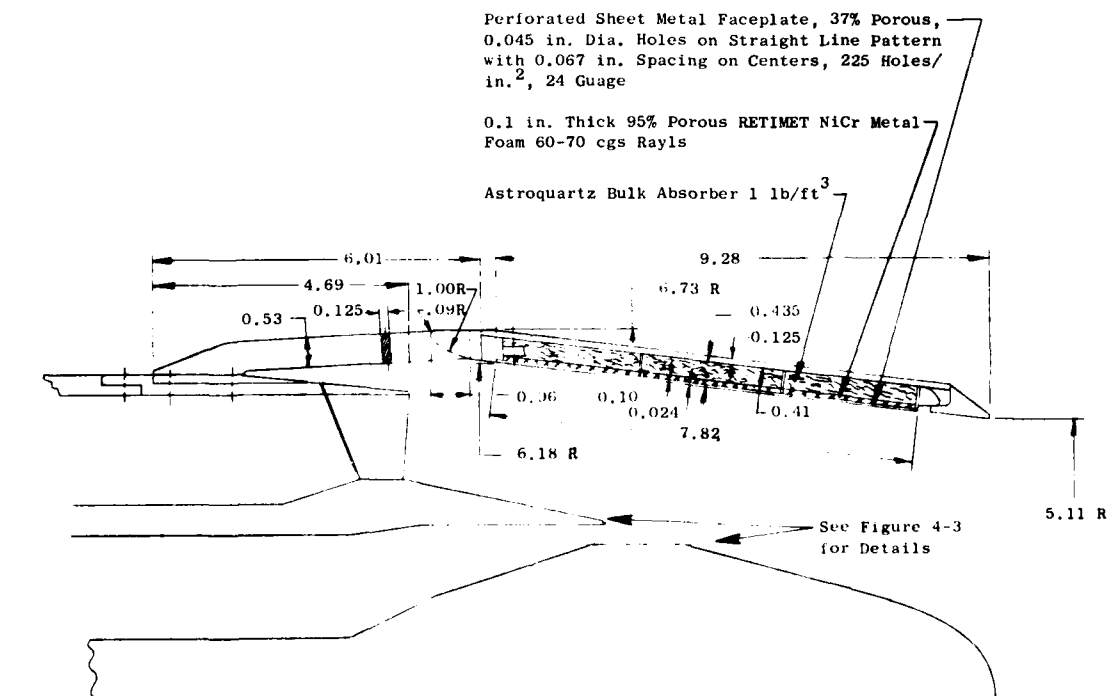 Perforated Sheet Metal Faceplate, 37% Porous,
0.045 in. Dia. Holes on Straight Line Pattern
with 0.067 in. Spacing on Centers, 225 Holes/
in.², 24 Guage
0.1 in. Thick 95% Porous RETIMET NiCr Metal
Foam 60-70 cgs Rayls
Astroquartz Bulk Absorber 1 lb/ft³
6.01
9.28
4.69
1.00R
6.73 R
0.53
0.125
.09R
0.435
0.125
0.06
0.10
0.024
0.41
7.82
6.18 R
5.11 R
See Figure 4-3
for Details